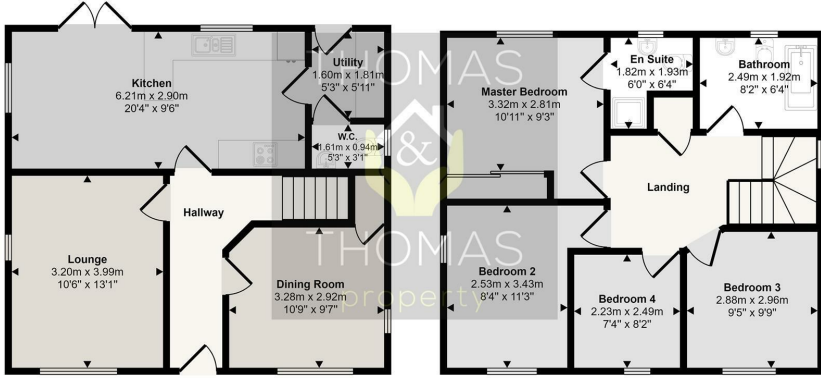 Kitchen
6.21m x 2.90m
20'4" x 9'6"
Utility
1.60m x 1.81m
5'3" x 5'11"
W.C.
1.61m x 0.94m
5'3" x 3'1"
Hallway
Lounge
3.20m x 3.99m
10'6" x 13'1"
Dining Room
3.28m x 2.92m
10'9" x 9'7"
Master Bedroom
3.32m x 2.81m
10'11" x 9'3"
En Suite
1.82m x 1.93m
6'0" x 6'4"
Bathroom
2.49m x 1.92m
8'2" x 6'4"
Landing
Bedroom 2
2.53m x 3.43m
8'4" x 11'3"
Bedroom 4
2.23m x 2.49m
7'4" x 8'2"
Bedroom 3
2.88m x 2.96m
9'5" x 9'9"
THOMAS
&
THOMAS
property